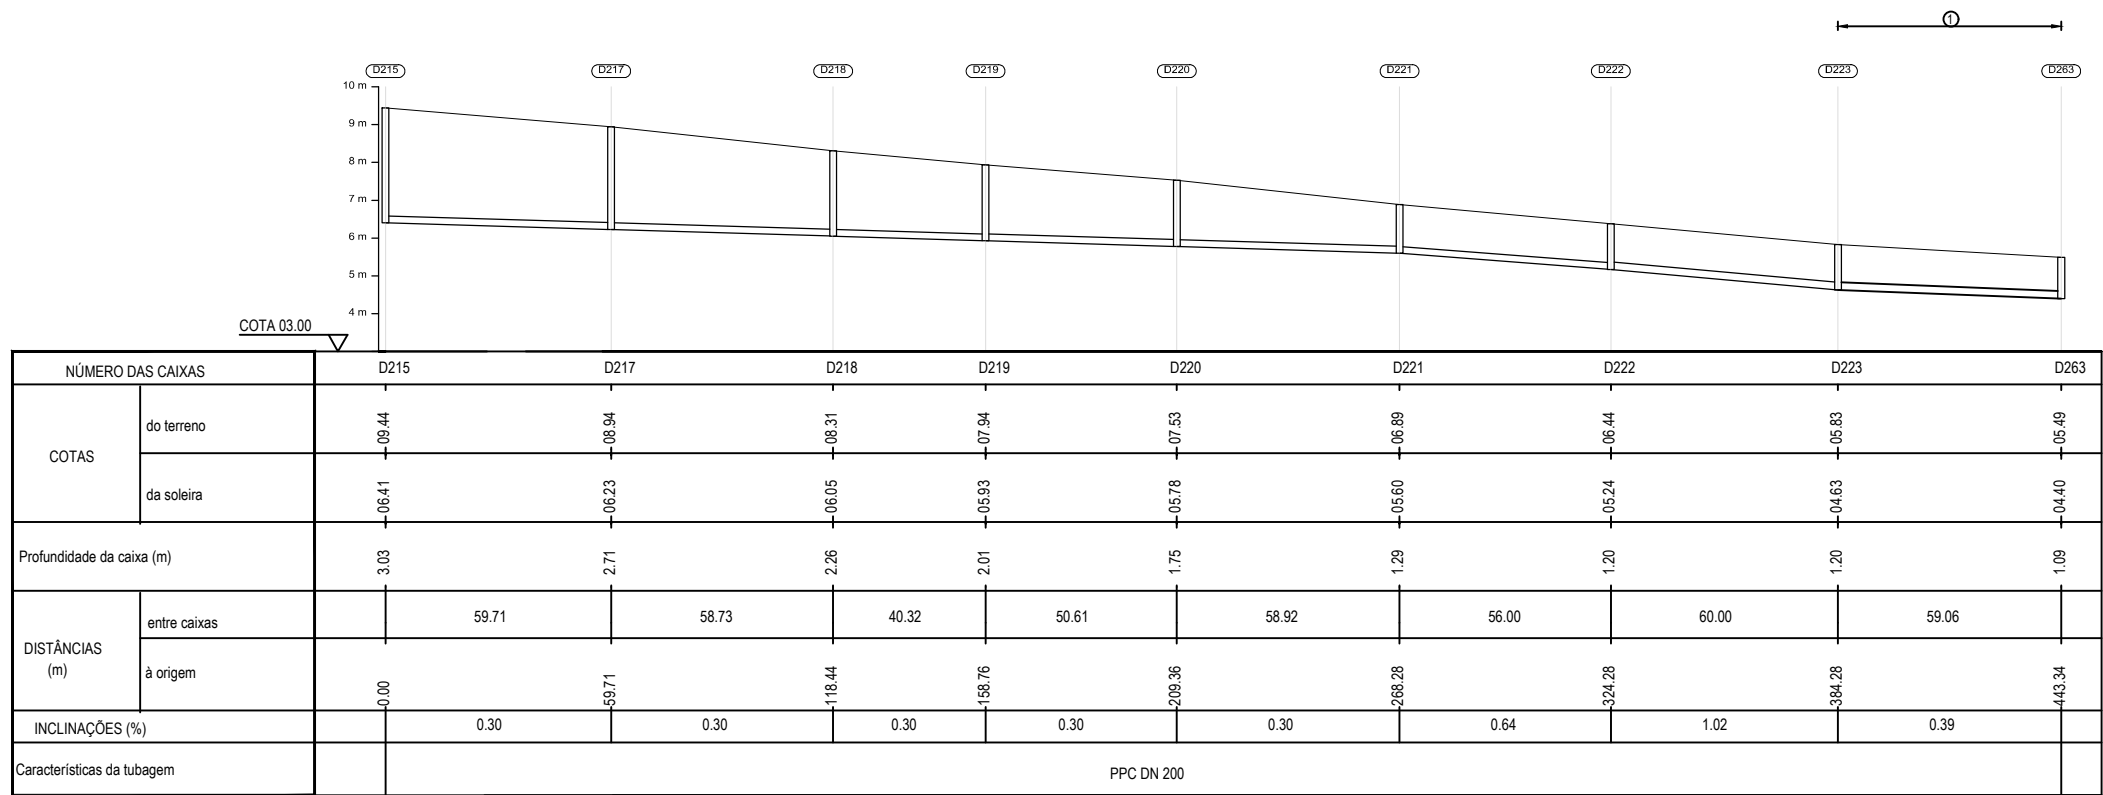 1
D215 D217 D218 D219 D220 D221 D222 D223 D263
10 m
9 m
8 m
7 m
6 m
5 m
4 m
COTA 03.00
NÚMERO DAS CAIXAS D215 D217 D218 D219 D220 D221 D222 D223 D263
COTAS
do terreno 09.44 08.94 08.31 07.94 07.53 06.89 06.44 05.83 05.49
da soleira 06.41 06.23 06.05 05.93 05.78 05.60 05.24 04.63 04.40
Profundidade da caixa (m) 3.03 2.71 2.26 2.01 1.75 1.29 1.20 1.20 1.09
DISTÂNCIAS
(m)
entre caixas 59.71 58.73 40.32 50.61 58.92 56.00 60.00 59.06
à origem 0.00 59.71 118.44 158.76 209.36 268.28 324.28 384.28 443.34
INCLINAÇÕES (%) 0.30 0.30 0.30 0.30 0.30 0.64 1.02 0.39
Características da tubagem PPC DN 200